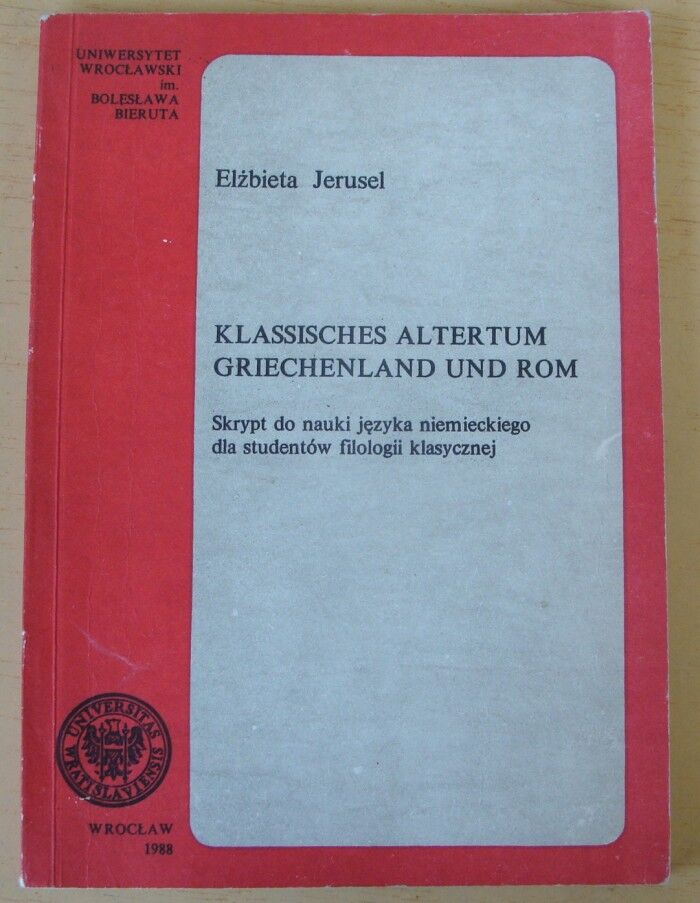 UNIWERSYTET
WROCŁAWSKI
im.
BOLESŁAWA
BIERUTA
Elżbieta Jerusel
KLASSISCHES ALTERTUM
GRIECHENLAND UND ROM
Skrypt do nauki języka niemieckiego
dla studentów filologii klasycznej
UNIVERSITAS
WRATISLAVIENSIS
WROCŁAW
1988